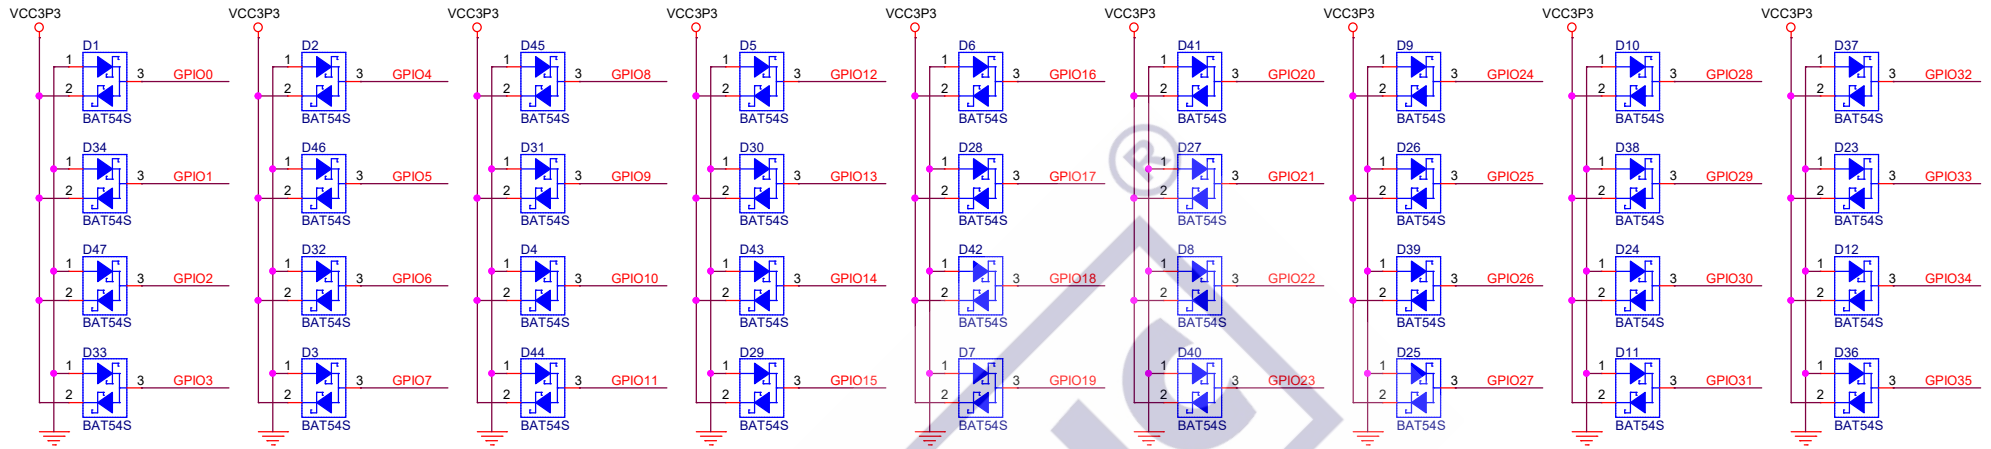 VCC3P3 VCC3P3 VCC3P3 VCC3P3 VCC3P3 VCC3P3 VCC3P3 VCC3P3 VCC3P3
D1 D2 D45 D5 D6 D41 D9 D10 D37
1 3 GPIO0 1 3 GPIO4 1 3 GPIO8 1 3 GPIO12 1 3 GPIO16 1 3 GPIO20 1 3 GPIO24 1 3 GPIO28 1 3 GPIO32
2 2 2 2 2 2 2 2 2
BAT54S BAT54S BAT54S BAT54S BAT54S BAT54S BAT54S BAT54S BAT54S
D34 D46 D31 D30 D28 D27 D26 D38 D23
1 3 GPIO1 1 3 GPIO5 1 3 GPIO9 1 3 GPIO13 1 3 GPIO17 1 3 GPIO21 1 3 GPIO25 1 3 GPIO29 1 3 GPIO33
2 2 2 2 2 2 2 2 2
BAT54S BAT54S BAT54S BAT54S BAT54S BAT54S BAT54S BAT54S BAT54S
D47 D32 D4 D43 D42 D8 D39 D24 D12
1 3 GPIO2 1 3 GPIO6 1 3 GPIO10 1 3 GPIO14 1 3 GPIO18 1 3 GPIO22 1 3 GPIO26 1 3 GPIO30 1 3 GPIO34
2 2 2 2 2 2 2 2 2
BAT54S BAT54S BAT54S BAT54S BAT54S BAT54S BAT54S BAT54S BAT54S
D33 D3 D44 D29 D7 D40 D25 D11 D36
1 3 GPIO3 1 3 GPIO7 1 3 GPIO11 1 3 GPIO15 1 3 GPIO19 1 3 GPIO23 1 3 GPIO27 1 3 GPIO31 1 3 GPIO35
2 2 2 2 2 2 2 2 2
BAT54S BAT54S BAT54S BAT54S BAT54S BAT54S BAT54S BAT54S BAT54S
®